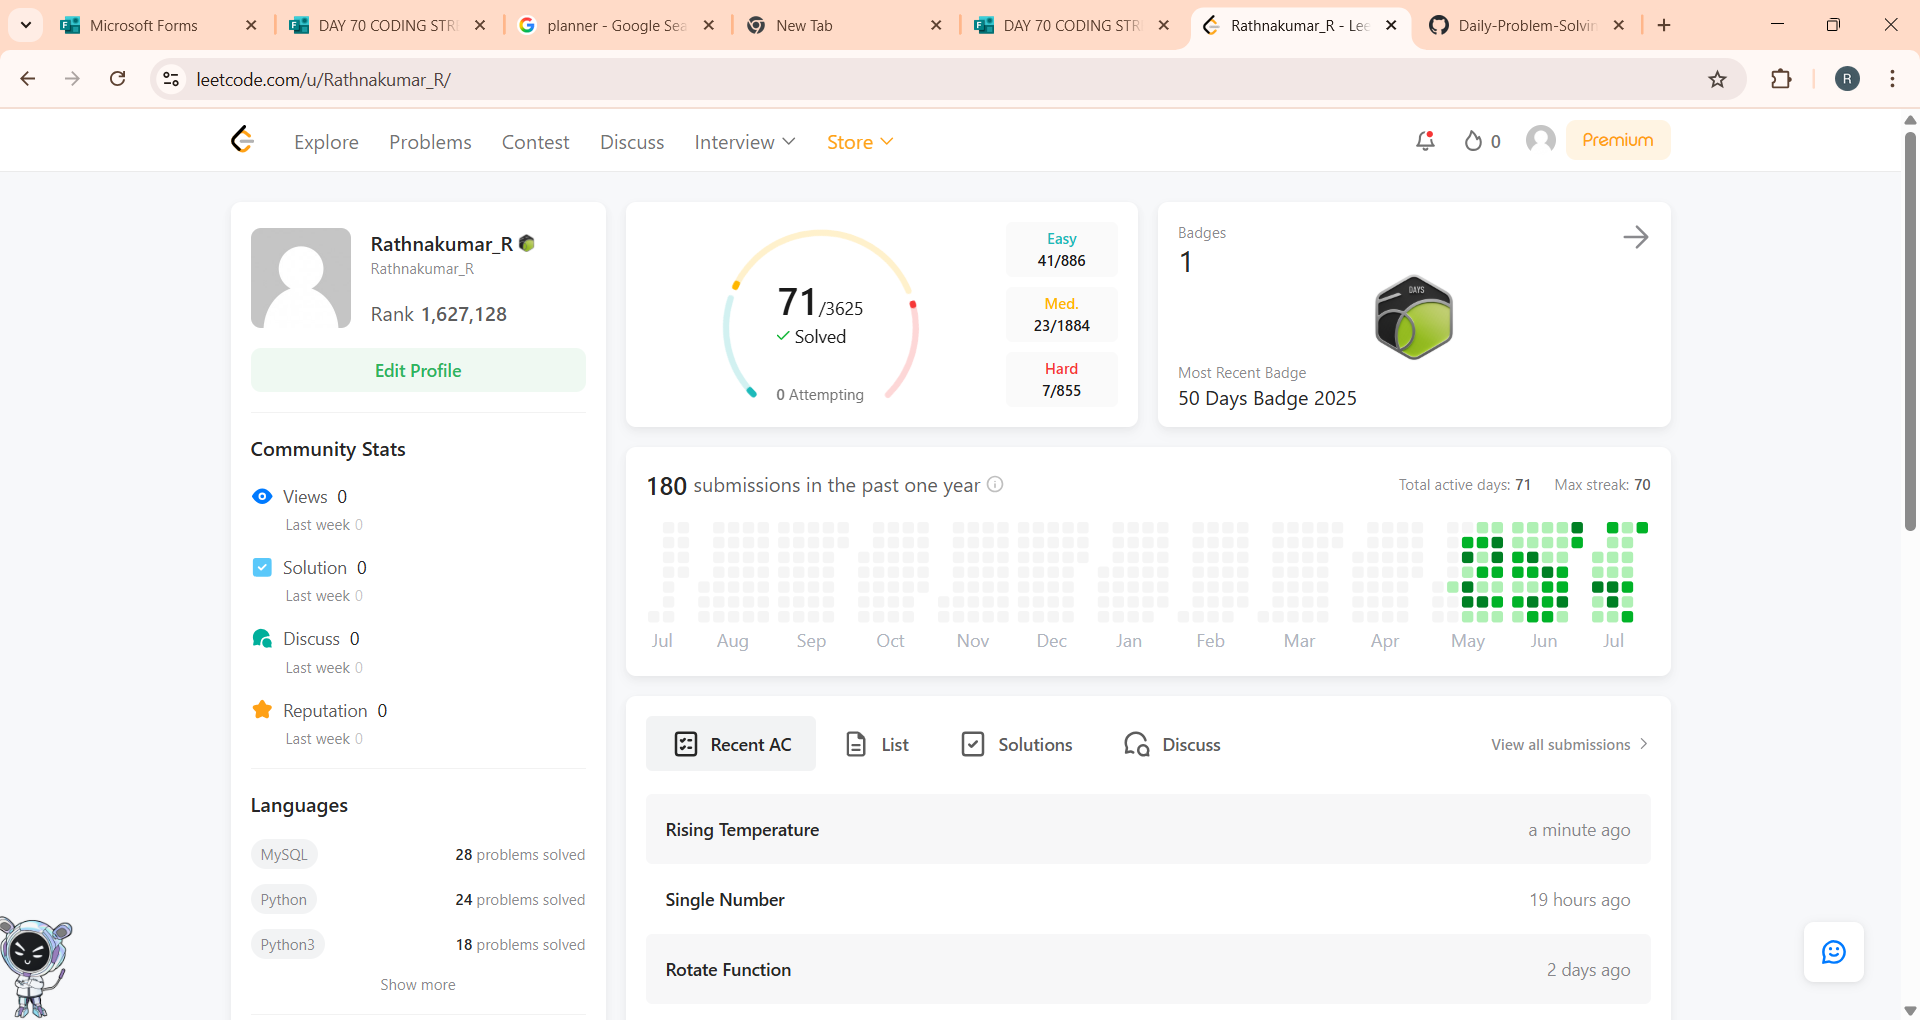 Microsoft Forms
DAY 70 CODING STR
planner - Google Sea
New Tab
DAY 70 CODING STR
Rathnakumar_R - Lee
Daily-Problem-Solvin
leetcode.com/u/Rathnakumar_R/
R
Explore
Problems
Contest
Discuss
Interview
Store
0
Premium
Rathnakumar_R
Rathnakumar_R
Rank 1,627,128
Edit Profile
Community Stats
Views 0
Last week 0
Solution 0
Last week 0
Discuss 0
Last week 0
Reputation 0
Last week 0
Languages
MySQL 28 problems solved
Python 24 problems solved
Python3 18 problems solved
Show more
71/3625
Solved
0 Attempting
Easy
41/886
Med.
23/1884
Hard
7/855
Badges
1
DAYS
Most Recent Badge
50 Days Badge 2025
180 submissions in the past one year
Total active days: 71 Max streak: 70
Jul Aug Sep Oct Nov Dec Jan Feb Mar Apr May Jun Jul
Recent AC
List
Solutions
Discuss
View all submissions
Rising Temperature a minute ago
Single Number 19 hours ago
Rotate Function 2 days ago